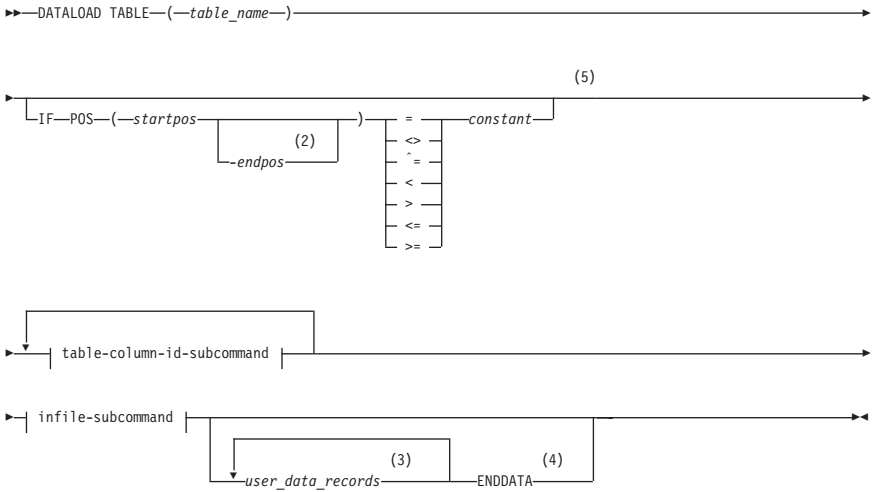 DATALOAD TABLE ( table_name )
(5)
IF POS ( startpos ) = constant
(2) <>
-endpos ^=
<
>
<=
>=
table-column-id-subcommand
infile-subcommand
(3) (4)
user_data_records ENDDATA